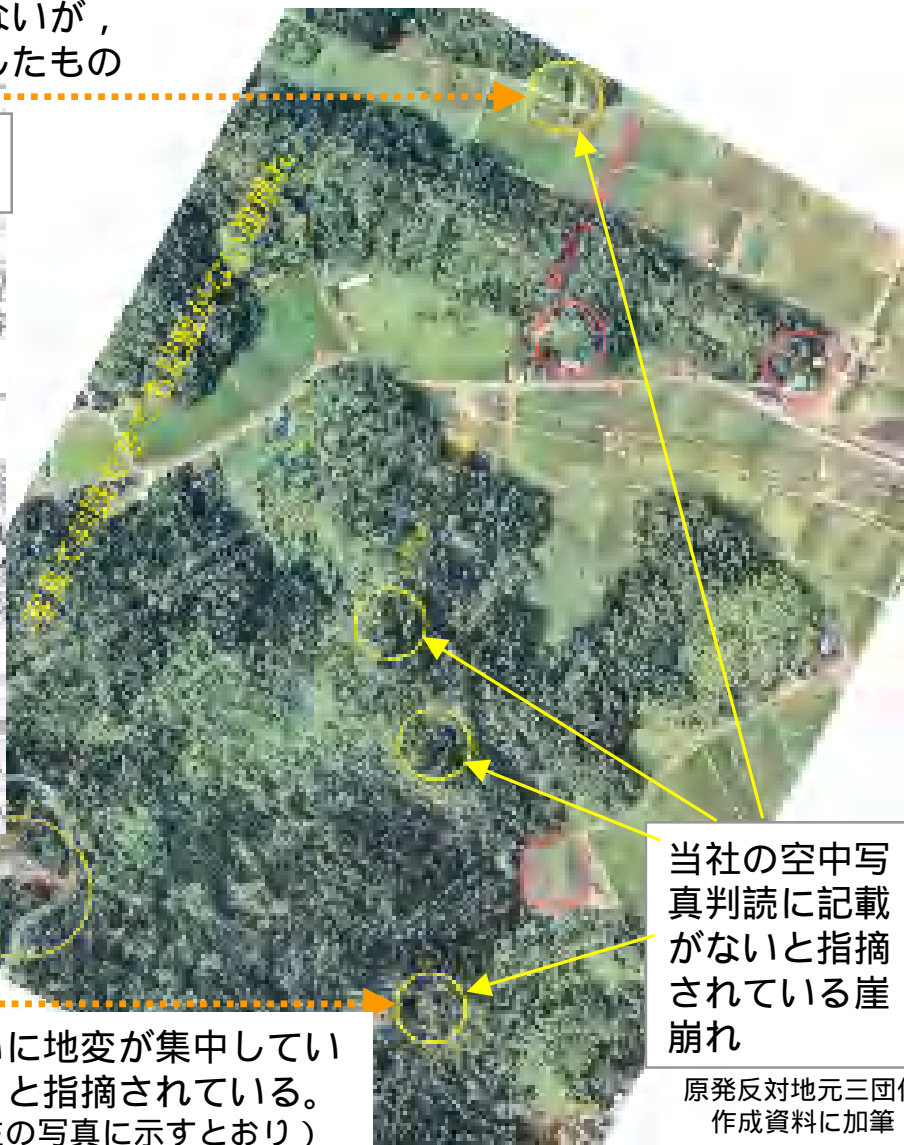 ないが，
したもの
当社の空中写
真判読に記載
がないと指摘
されている崖
崩れ
に地変が集中してい
と指摘されている。
の写真に示すとおり）
原発反対地元三団体
作成資料に加筆